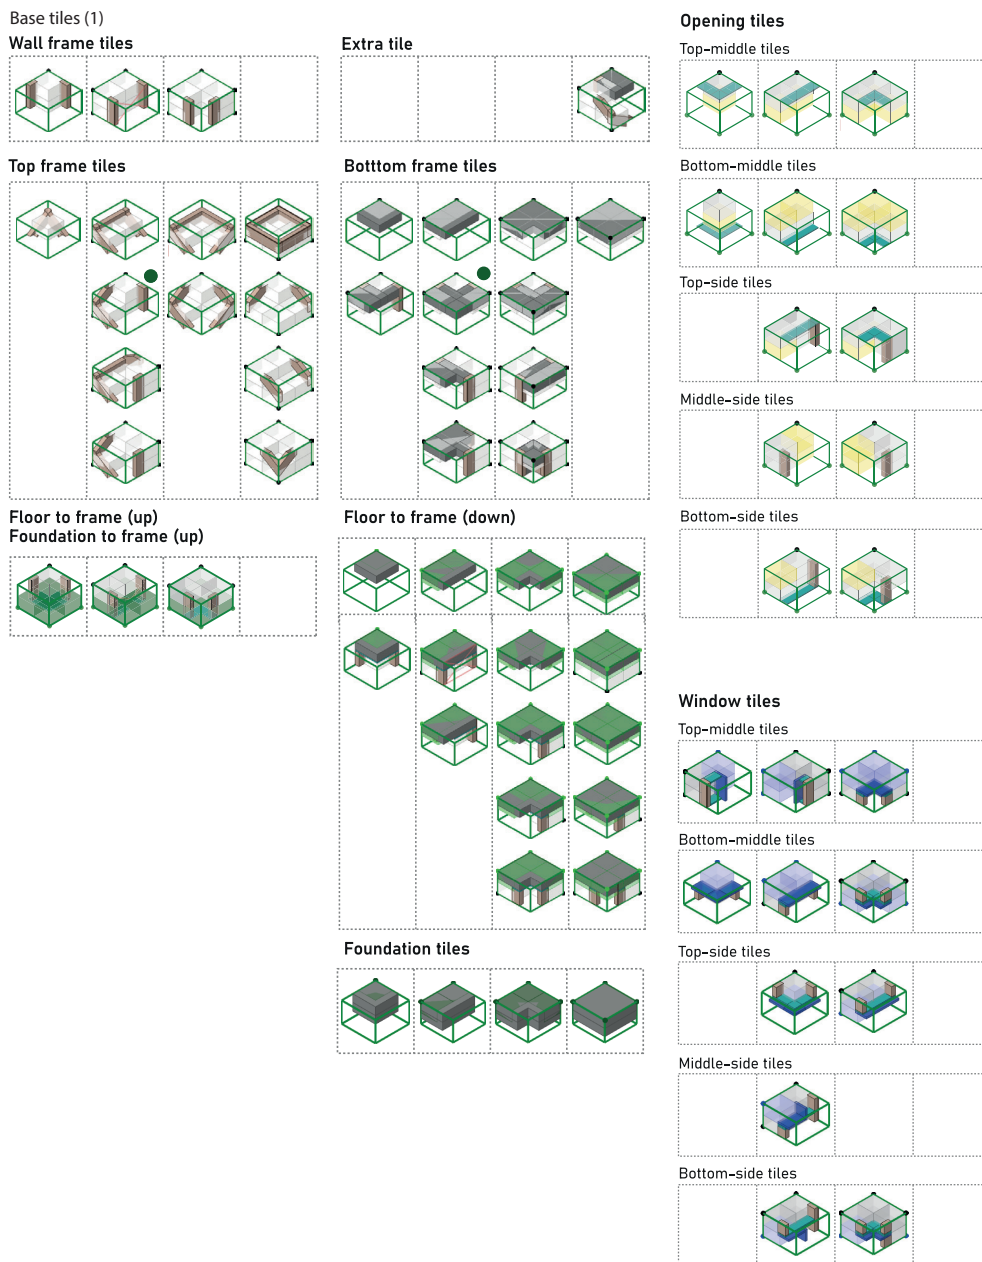 Base tiles (1)
Wall frame tiles
Extra tile
Top frame tiles
Botttom frame tiles
Floor to frame (up)
Foundation to frame (up)
Floor to frame (down)
Foundation tiles
Opening tiles
Top-middle tiles
Bottom-middle tiles
Top-side tiles
Middle-side tiles
Bottom-side tiles
Window tiles
Top-middle tiles
Bottom-middle tiles
Top-side tiles
Middle-side tiles
Bottom-side tiles